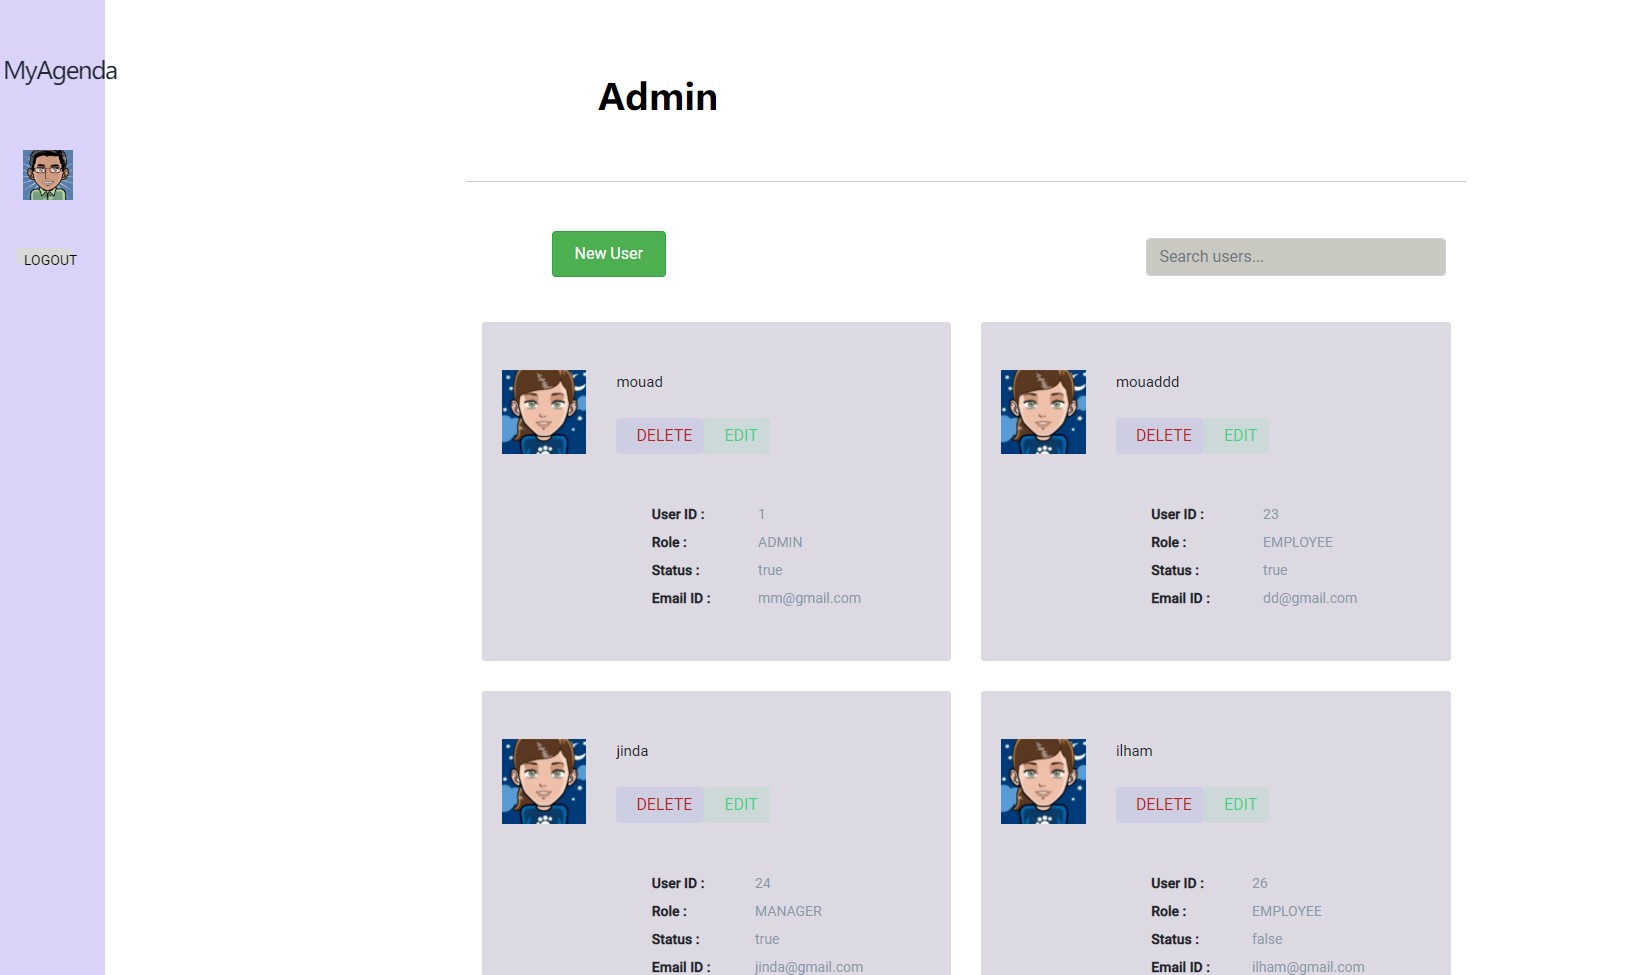 MyAgenda
LOGOUT
Admin
New User
Search users...
mouad
DELETE EDIT
User ID : 1
Role : ADMIN
Status : true
Email ID : mm@gmail.com
mouaddd
DELETE EDIT
User ID : 23
Role : EMPLOYEE
Status : true
Email ID : dd@gmail.com
jinda
DELETE EDIT
User ID : 24
Role : MANAGER
Status : true
Email ID : jinda@gmail.com
ilham
DELETE EDIT
User ID : 26
Role : EMPLOYEE
Status : false
Email ID : ilham@gmail.com